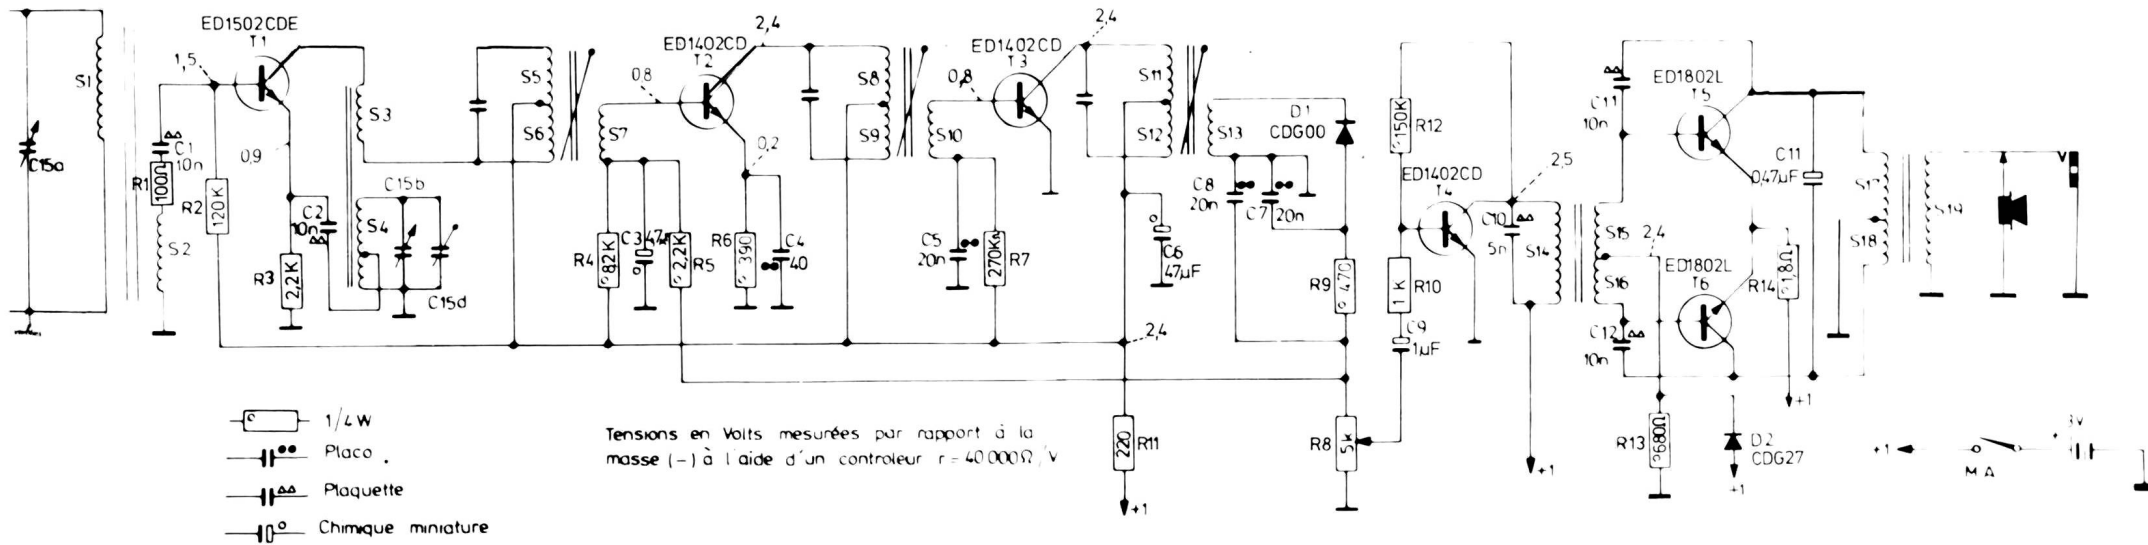 ED1502CDE
T1
1,5
S1
C15a
C1
10n
R1
100Ω
R2
120K
S2
0,9
R3
2,2K
C2
10n
S3
C15b
S4
C15d
S5
S6
S7
0,8
ED1402CD
T2
2,4
0,2
R4
82K
C3
R5
2,2K
R6
390
C4
40
S8
S9
S10
0,8
ED1402CD
T3
2,4
C5
20n
R7
270K
S11
S12
S13
C6
47µF
2,4
R11
220
+1
D1
CDG00
C8
20n
C7
20n
R9
470
R8
5K
R12
150K
ED1402CD
T4
R10
1K
C9
1µF
2,5
C10
5n
S14
+1
S15
2,4
S16
C11
10n
C12
10n
ED1802L
T5
ED1802L
T6
C11
0,47µF
R14
1,8Ω
+1
R13
680Ω
D2
CDG27
+1
S17
S18
S19
V
+1
M A
+
3V
1/4W
Placo .
Plaquette
Chimique miniature
Tensions en Volts mesurées par rapport à la
masse (-) à l'aide d'un controleur r = 40000Ω/V